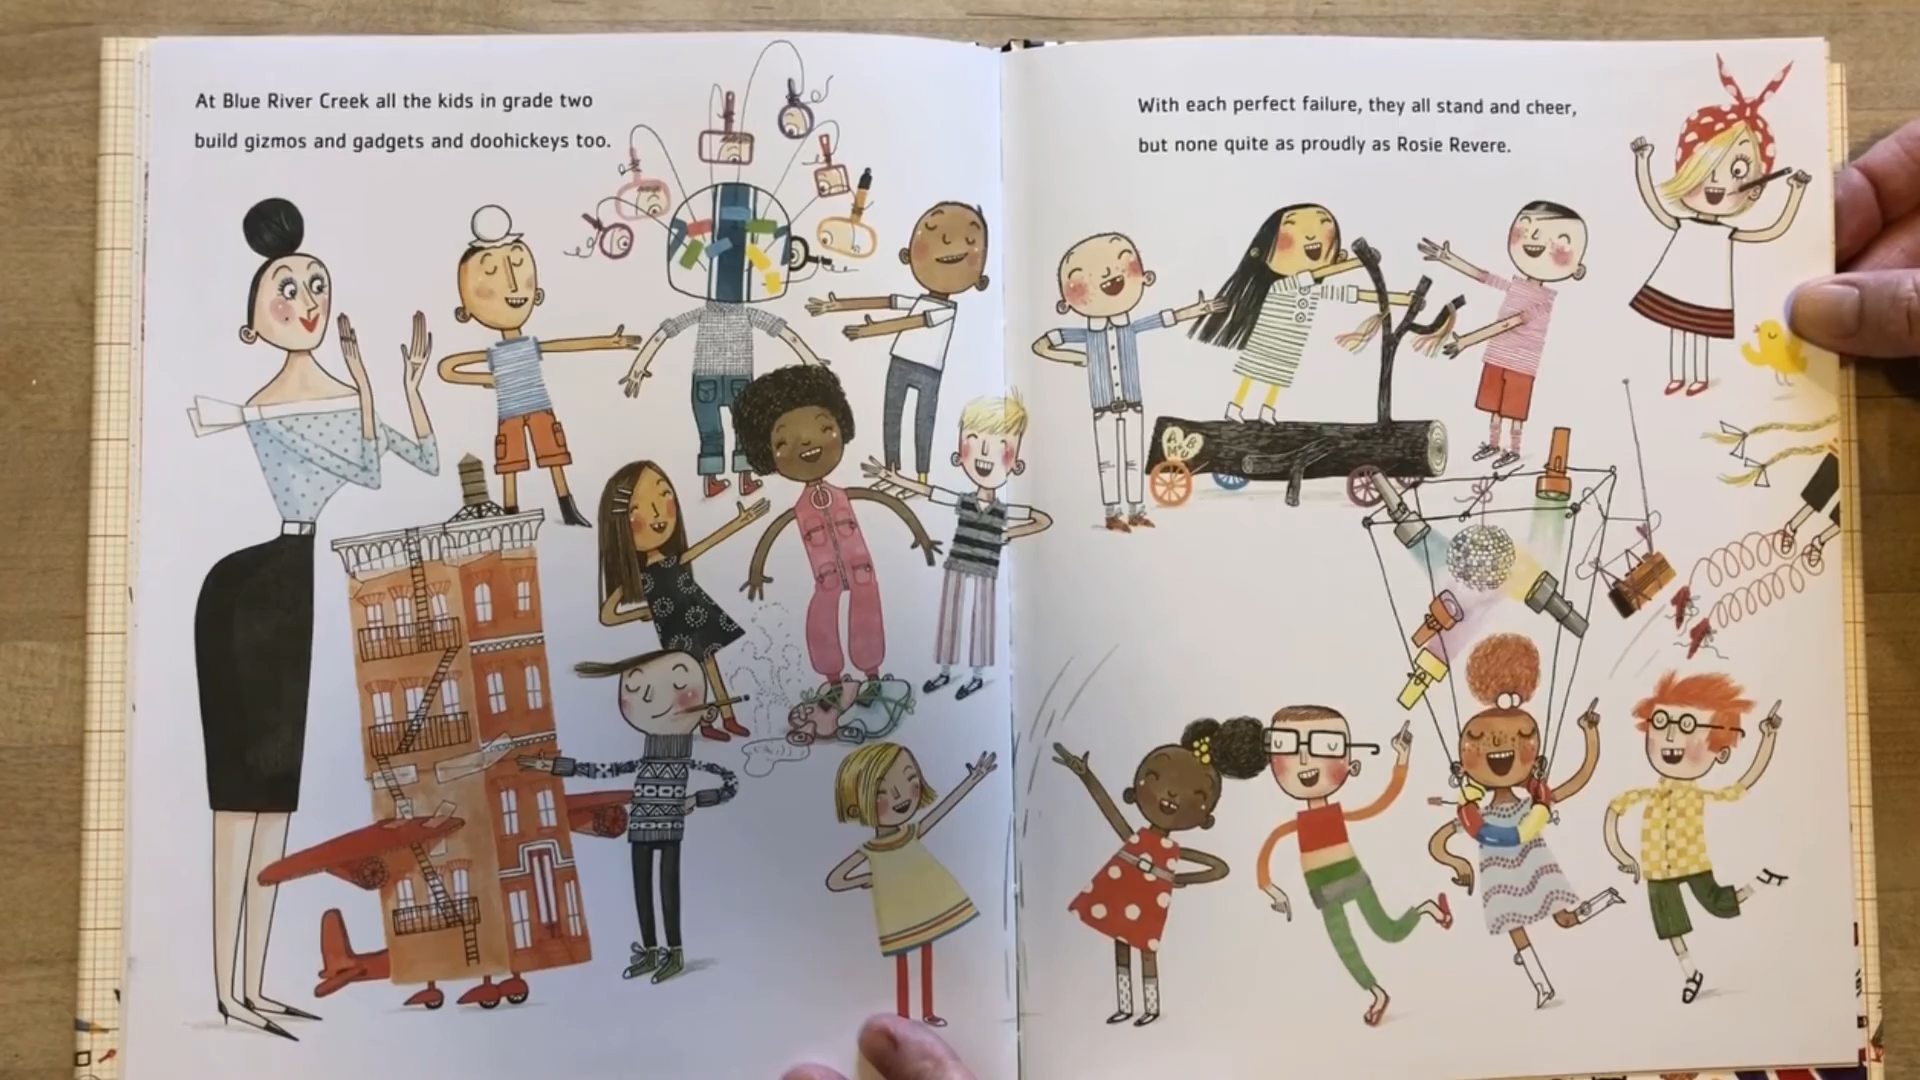 At Blue River Creek all the kids in grade two
build gizmos and gadgets and doohickeys too.
With each perfect failure, they all stand and cheer,
but none quite as proudly as Rosie Revere.